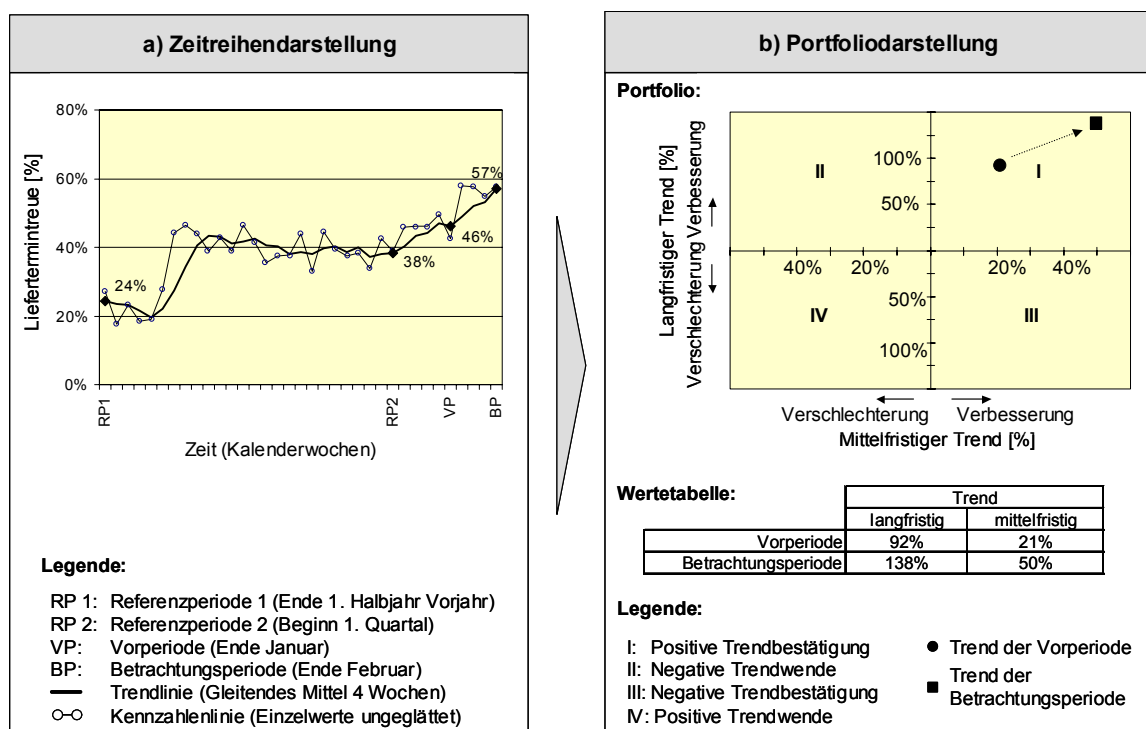 a) Zeitreihendarstellung
80%
60%
40%
20%
0%
Liefertermintreue [%]
24%
38%
46%
57%
RP1
RP2
VP
BP
Zeit (Kalenderwochen)
Legende:
RP 1: Referenzperiode 1 (Ende 1. Halbjahr Vorjahr)
RP 2: Referenzperiode 2 (Beginn 1. Quartal)
VP: Vorperiode (Ende Januar)
BP: Betrachtungsperiode (Ende Februar)
Trendlinie (Gleitendes Mittel 4 Wochen)
Kennzahlenlinie (Einzelwerte ungeglättet)
b) Portfoliodarstellung
Portfolio:
Langfristiger Trend [%]
Verschlechterung Verbesserung
II
100%
I
50%
40% 20% 20% 40%
50%
IV
III
100%
Verschlechterung Verbesserung
Mittelfristiger Trend [%]
Wertetabelle:
Trend
langfristig mittelfristig
Vorperiode 92% 21%
Betrachtungsperiode 138% 50%
Legende:
I: Positive Trendbestätigung
II: Negative Trendwende
III: Negative Trendbestätigung
IV: Positive Trendwende
Trend der Vorperiode
Trend der
Betrachtungsperiode